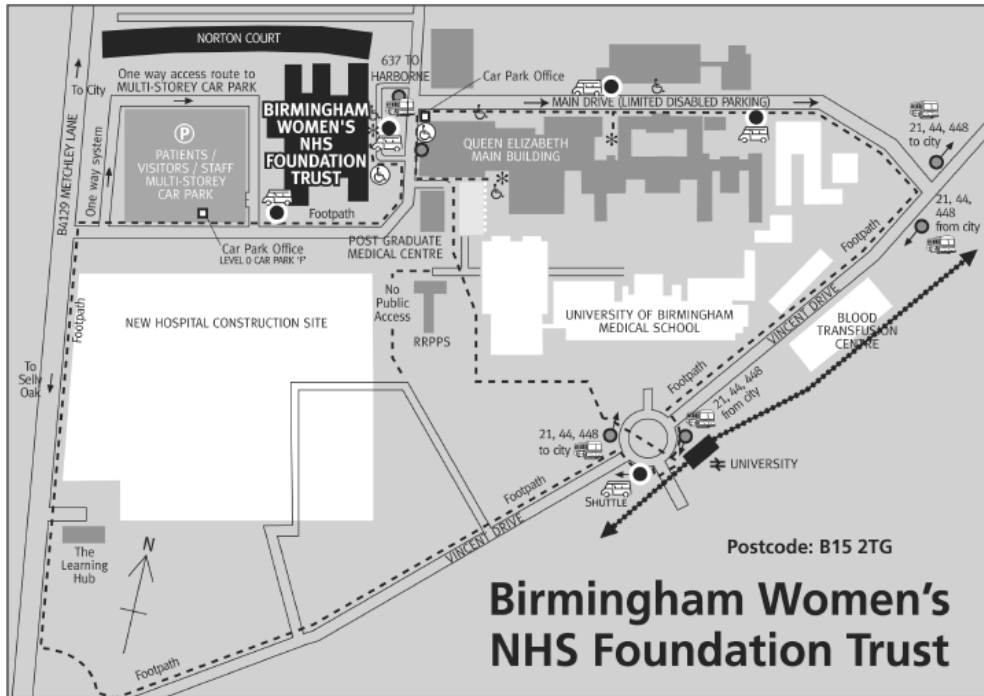 NORTON COURT
637 TO
HARBORNE
Car Park Office
One way access route to
MULTI-STOREY CAR PARK
To City
B4129 METCHLEY LANE
One way system
P
PATIENTS /
VISITORS / STAFF
MULTI-STOREY
CAR PARK
BIRMINGHAM
WOMEN'S
NHS
FOUNDATION
TRUST
MAIN DRIVE (LIMITED DISABLED PARKING)
QUEEN ELIZABETH
MAIN BUILDING
21, 44, 448
to city
21, 44,
448
from city
Footpath
Car Park Office
LEVEL 0 CAR PARK 'F'
POST GRADUATE
MEDICAL CENTRE
Footpath
Footpath
No
Public
Access
RRPPS
NEW HOSPITAL CONSTRUCTION SITE
UNIVERSITY OF BIRMINGHAM
MEDICAL SCHOOL
VINCENT DRIVE
BLOOD
TRANSFUSION
CENTRE
To
Selly
Oak
Footpath
21, 44, 448
from city
21, 44, 448
to city
UNIVERSITY
SHUTTLE
Footpath
VINCENT DRIVE
The
Learning
Hub
N
Footpath
Postcode: B15 2TG
Birmingham Women's
NHS Foundation Trust